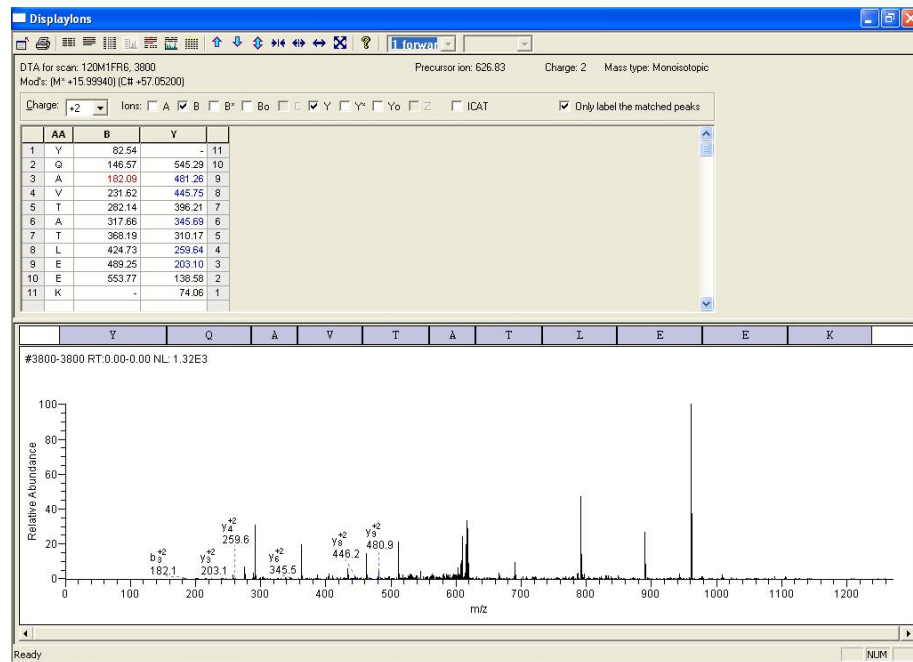 DisplayIons
1 forwar
DTA for scan: 120M1FR6, 3800 Precursor ion: 626.83 Charge: 2 Mass type: Monoisotopic
Mod's: (M* +15.99940) (C# +57.05200)
Charge: +2 Ions: A B B* Bo C Y Y* Yo Z ICAT Only label the matched peaks
AA B Y
1 Y 82.54 - 11
2 Q 146.57 545.29 10
3 A 182.09 481.26 9
4 V 231.62 445.75 8
5 T 282.14 396.21 7
6 A 317.66 345.69 6
7 T 368.19 310.17 5
8 L 424.73 259.64 4
9 E 489.25 203.10 3
10 E 553.77 138.58 2
11 K - 74.06 1
Y Q A V T A T L E E K
#3800-3800 RT:0.00-0.00 NL: 1.32E3
100
80
60
40
20
0
Relative Abundance
b3+2
182.1
y3+2
203.1
y4+2
259.6
y6+2
345.5
y8+2
446.2
y9+2
480.9
0 100 200 300 400 500 600 700 800 900 1000 1100 1200
m/z
Ready NUM